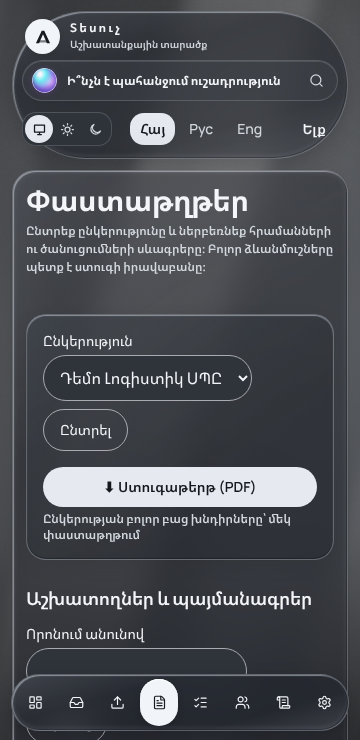 Տեսուչ
Աշխատանքային տարածք
Ի՞նչն է պահանջում ուշադրություն
Հայ Рус Eng Ելք
Փաստաթղթեր
Ընտրեք ընկերությունը և ներբեռնեք հրամանների
ու ծանուցումների սևագրերը։ Բոլոր ձևանմուշները
պետք է ստուգի իրավաբանը։
Ընկերություն
Դեմո Լոգիստիկ ՍՊԸ
Ընտրել
⬇ Ստուգաթերթ (PDF)
Ընկերության բոլոր բաց խնդիրները՝ մեկ
փաստաթղթում
Աշխատողներ և պայմանագրեր
Որոնում անունով